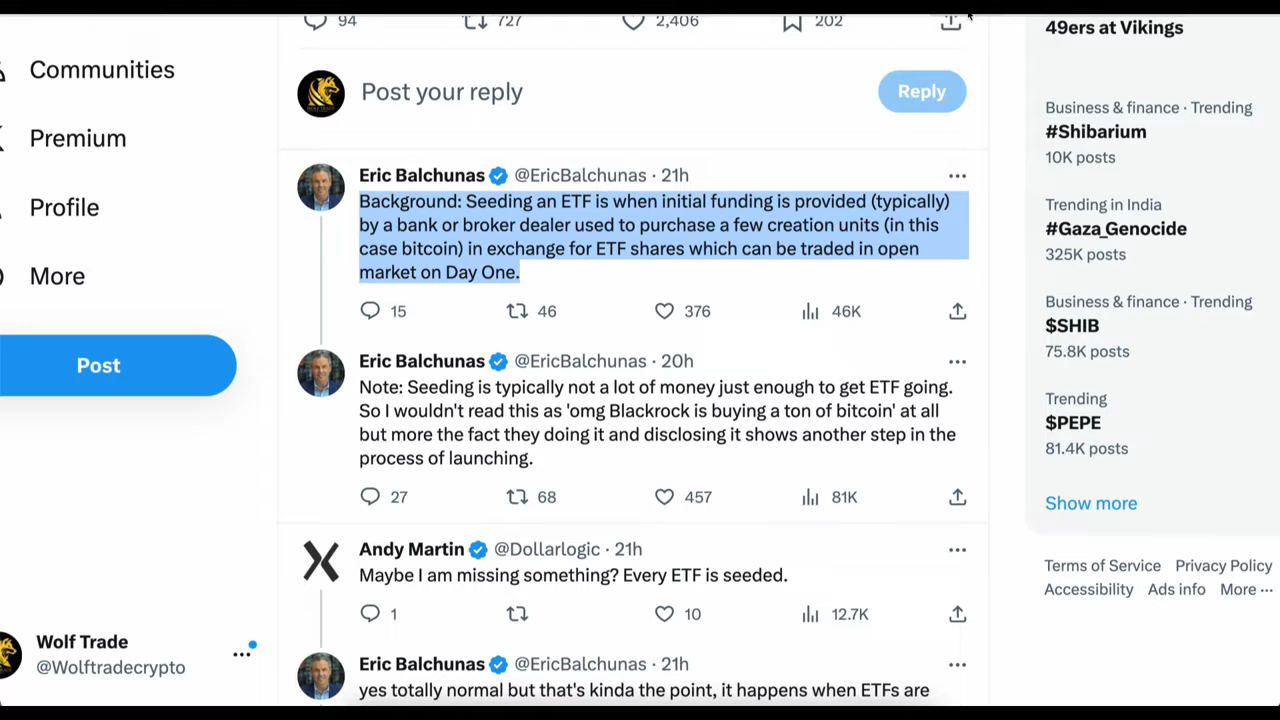 94
727
2,406
202
Communities
Premium
Profile
More
Post
Wolf Trade
@Wolftradecrypto
Post your reply
Reply
Eric Balchunas @EricBalchunas · 21h
Background: Seeding an ETF is when initial funding is provided (typically)
by a bank or broker dealer used to purchase a few creation units (in this
case bitcoin) in exchange for ETF shares which can be traded in open
market on Day One.
15
46
376
46K
Eric Balchunas @EricBalchunas · 20h
Note: Seeding is typically not a lot of money just enough to get ETF going.
So I wouldn't read this as 'omg Blackrock is buying a ton of bitcoin' at all
but more the fact they doing it and disclosing it shows another step in the
process of launching.
27
68
457
81K
Andy Martin @Dollarlogic · 21h
Maybe I am missing something? Every ETF is seeded.
1
10
12.7K
Eric Balchunas @EricBalchunas · 21h
yes totally normal but that's kinda the point, it happens when ETFs are
49ers at Vikings
Business & finance · Trending
#Shibarium
10K posts
Trending in India
#Gaza_Genocide
325K posts
Business & finance · Trending
$SHIB
75.8K posts
Trending
$PEPE
81.4K posts
Show more
Terms of Service Privacy Policy
Accessibility Ads info More ···